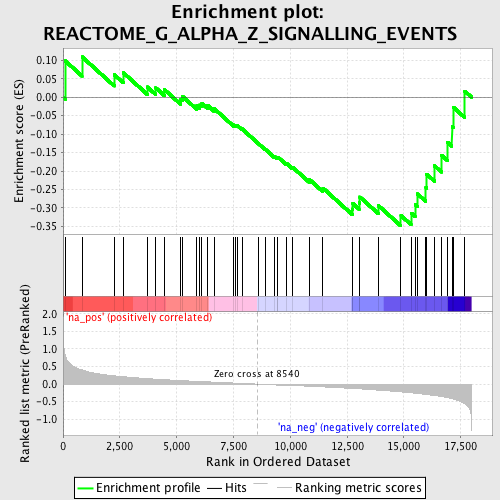 Enrichment plot:
REACTOME_G_ALPHA_Z_SIGNALLING_EVENTS
Enrichment score (ES)
0.10
0.05
0.00
-0.05
-0.10
-0.15
-0.20
-0.25
-0.30
-0.35
'na_pos' (positively correlated)
Ranked list metric (PreRanked)
2.0
1.5
1.0
0.5
0.0
-0.5
-1.0
Zero cross at 8540
'na_neg' (negatively correlated)
0 2,500 5,000 7,500 10,000 12,500 15,000 17,500
Rank in Ordered Dataset
Enrichment profile Hits Ranking metric scores